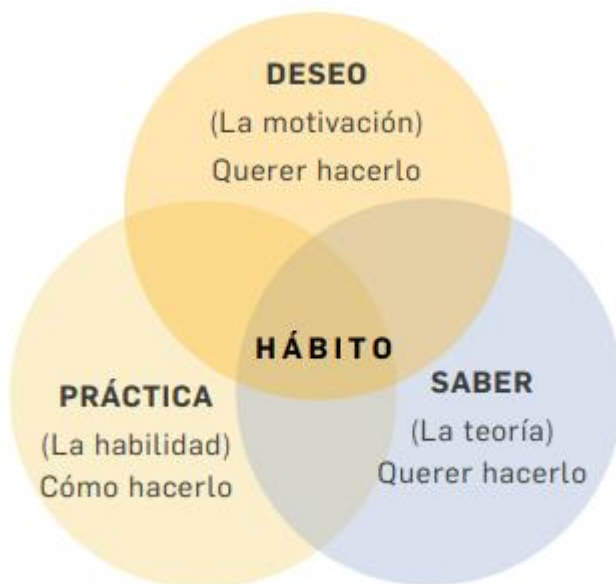 DESEO
(La motivación)
Querer hacerlo
HÁBITO
PRÁCTICA
(La habilidad)
Cómo hacerlo
SABER
(La teoría)
Querer hacerlo